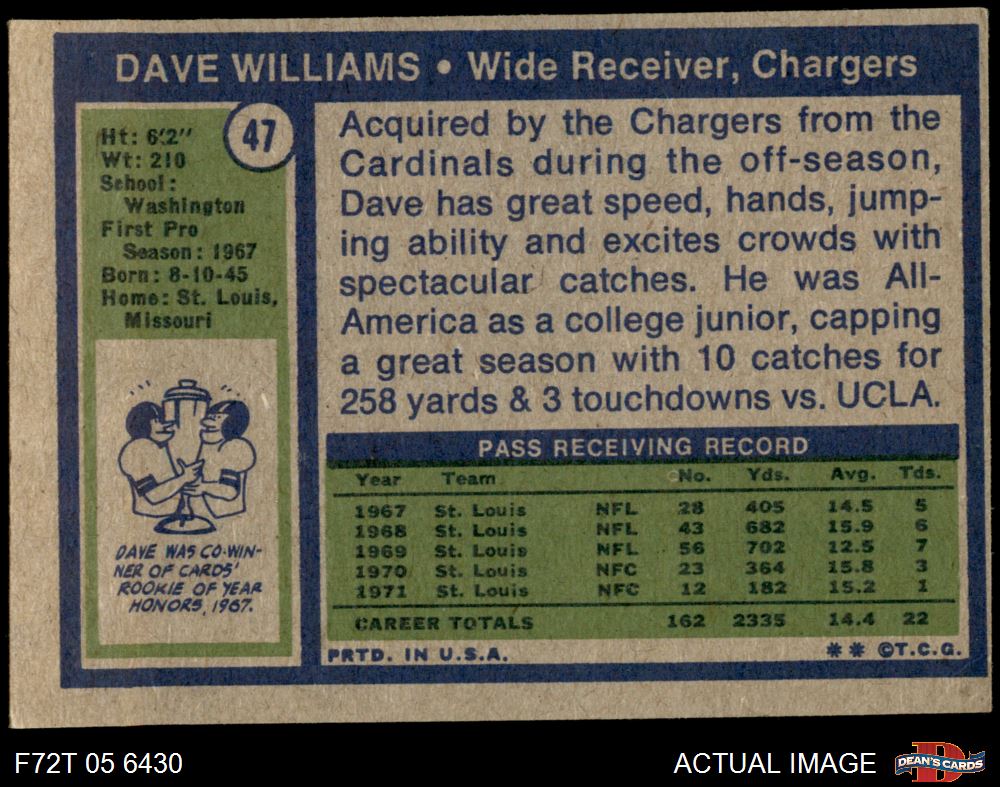 DAVE WILLIAMS • Wide Receiver, Chargers
47
Ht: 6'2"
Wt: 210
School:
Washington
First Pro
Season: 1967
Born: 8-10-45
Home: St. Louis,
Missouri
DAVE WAS CO-WIN-
NER OF CARDS'
ROOKIE OF YEAR
HONORS, 1967.
Acquired by the Chargers from the
Cardinals during the off-season,
Dave has great speed, hands, jump-
ing ability and excites crowds with
spectacular catches. He was All-
America as a college junior, capping
a great season with 10 catches for
258 yards & 3 touchdowns vs. UCLA.
PASS RECEIVING RECORD
Year Team No. Yds. Avg. Tds.
1967 St. Louis NFL 28 405 14.5 5
1968 St. Louis NFL 43 682 15.9 6
1969 St. Louis NFL 56 702 12.5 7
1970 St. Louis NFC 23 364 15.8 3
1971 St. Louis NFC 12 182 15.2 1
CAREER TOTALS 162 2335 14.4 22
PRTD. IN U.S.A. ** ©T.C.G.
F72T 05 6430 ACTUAL IMAGE DEAN'S CARDS